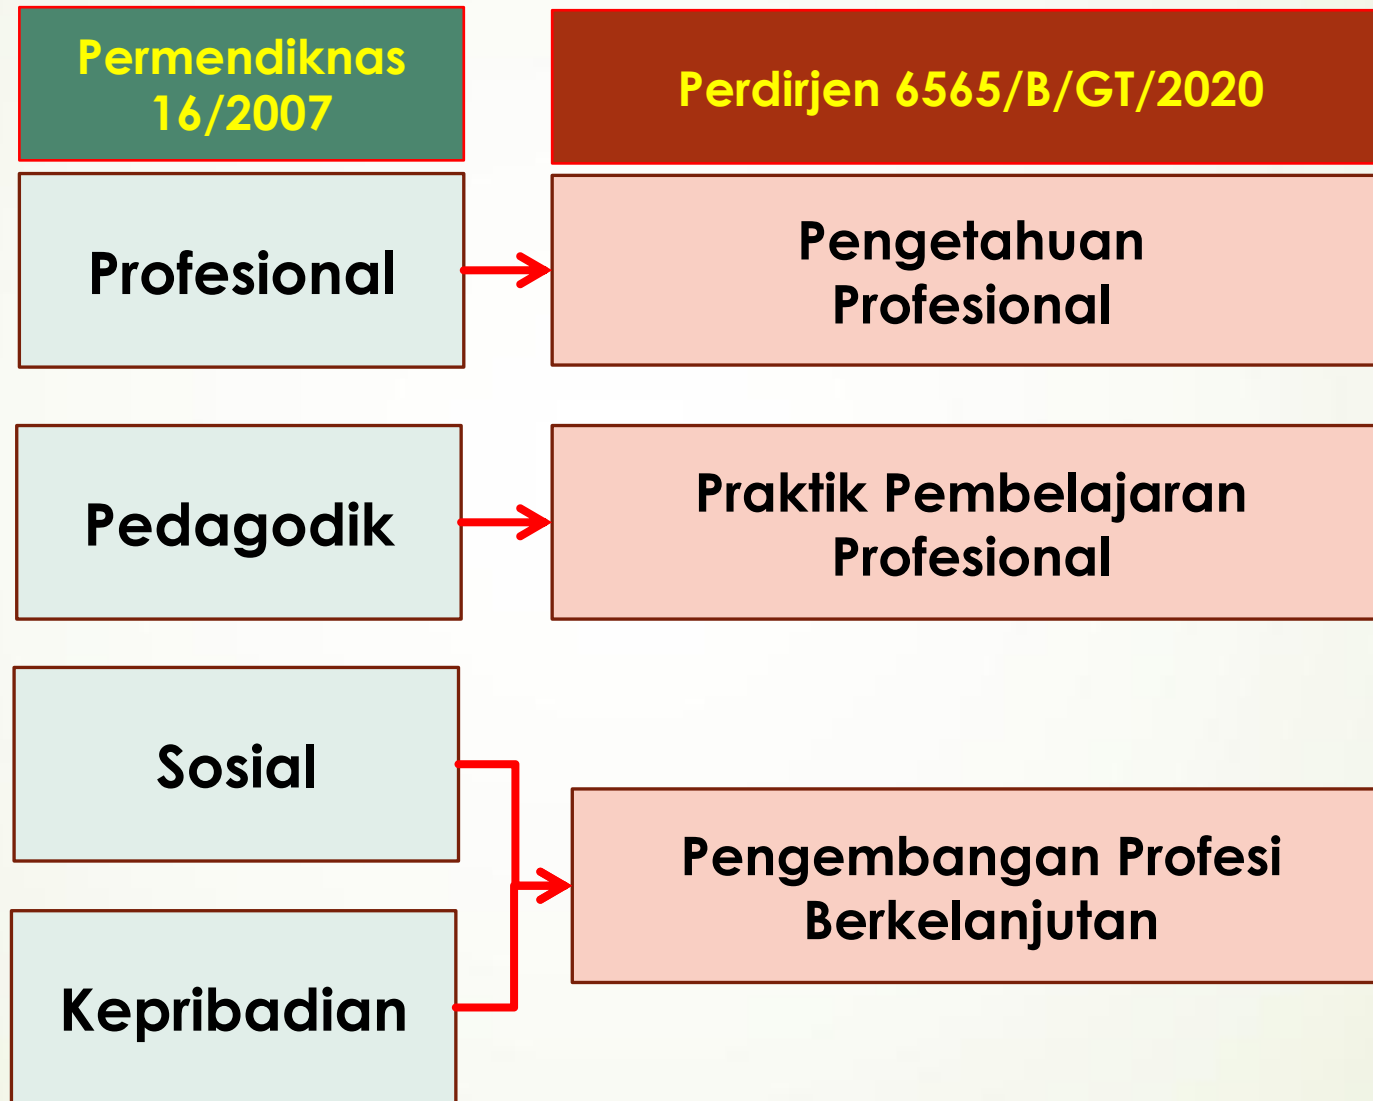 Permendiknas
16/2007
Perdirjen 6565/B/GT/2020
Profesional
Pengetahuan
Profesional
Pedagodik
Praktik Pembelajaran
Profesional
Sosial
Kepribadian
Pengembangan Profesi
Berkelanjutan